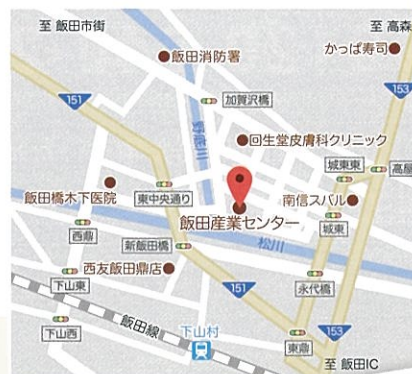 至 飯田市街
至 高森
飯田消防署
かっぱ寿司
153
151
加賀沢橋
野底川
回生堂皮膚科クリニック
城東東
高屋
飯田橋木下医院
東中央通り
南信スバル
飯田産業センター
城東
西鼎
新飯田橋
松川
西友飯田鼎店
下山東
151
永代橋
飯田線
下山西
下山村
153
東鼎
至 飯田IC